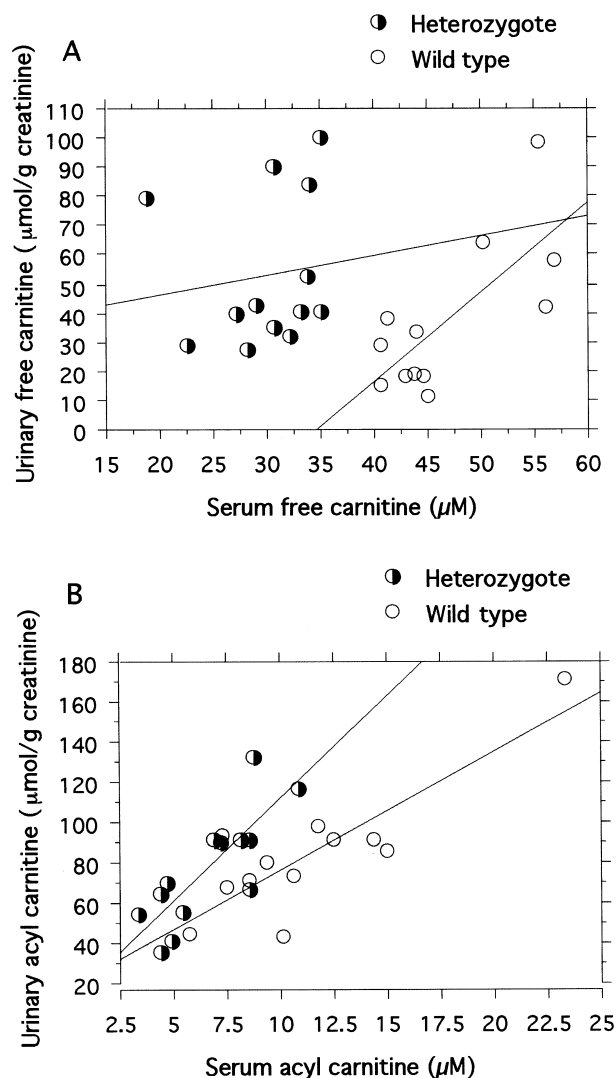 A
Heterozygote
Wild type
Urinary free carnitine ( μmol/g creatinine)
110
100
90
80
70
60
50
40
30
20
10
0
15 20 25 30 35 40 45 50 55 60
Serum free carnitine (μM)
B
Heterozygote
Wild type
Urinary acyl carnitine ( μmol/g creatinine)
180
160
140
120
100
80
60
40
20
2.5 5 7.5 10 12.5 15 17.5 20 22.5 25
Serum acyl carnitine (μM)